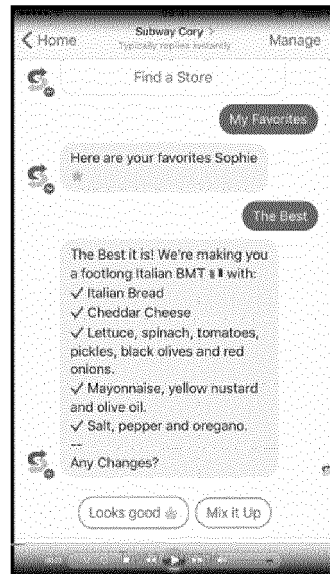 Home
Subway Cory >
Typically replies instantly
Manage
Find a Store
My Favorites
Here are your favorites Sophie
The Best
The Best it is! We're making you
a footlong Italian BMT with:
✓ Italian Bread
✓ Cheddar Cheese
✓ Lettuce, spinach, tomatoes,
pickles, black olives and red
onions.
✓ Mayonnaise, yellow nustard
and olive oil.
✓ Salt, pepper and oregano.
--
Any Changes?
Looks good
Mix it Up